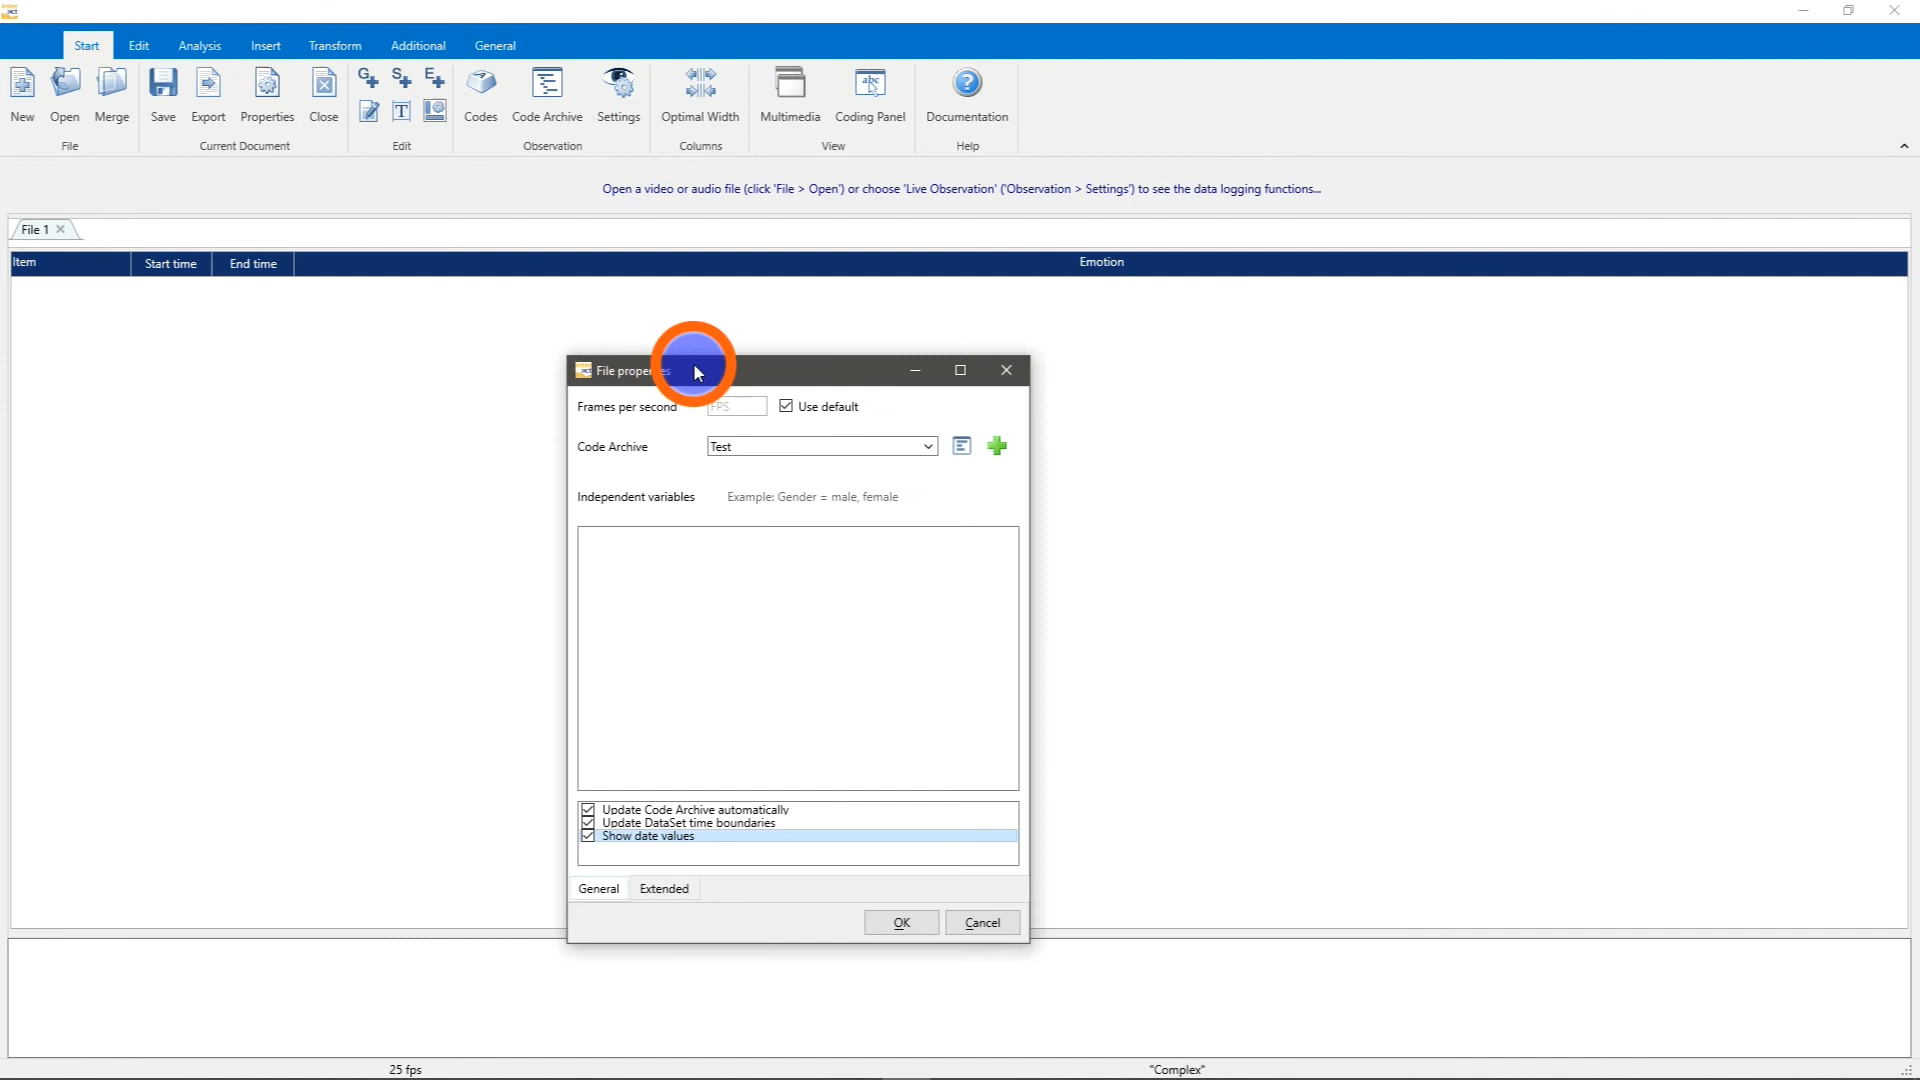 Start Edit Analysis Insert Transform Additional General
New Open Merge Save Export Properties Close Codes Code Archive Settings Optimal Width Multimedia Coding Panel Documentation
File Current Document Edit Observation Columns View Help
Open a video or audio file (click 'File > Open') or choose 'Live Observation' ('Observation > Settings') to see the data logging functions...
File 1
Item Start time End time Emotion
File properties
Frames per second FPS Use default
Code Archive Test
Independent variables Example: Gender = male, female
Update Code Archive automatically
Update DataSet time boundaries
Show date values
General Extended
OK Cancel
25 fps "Complex"